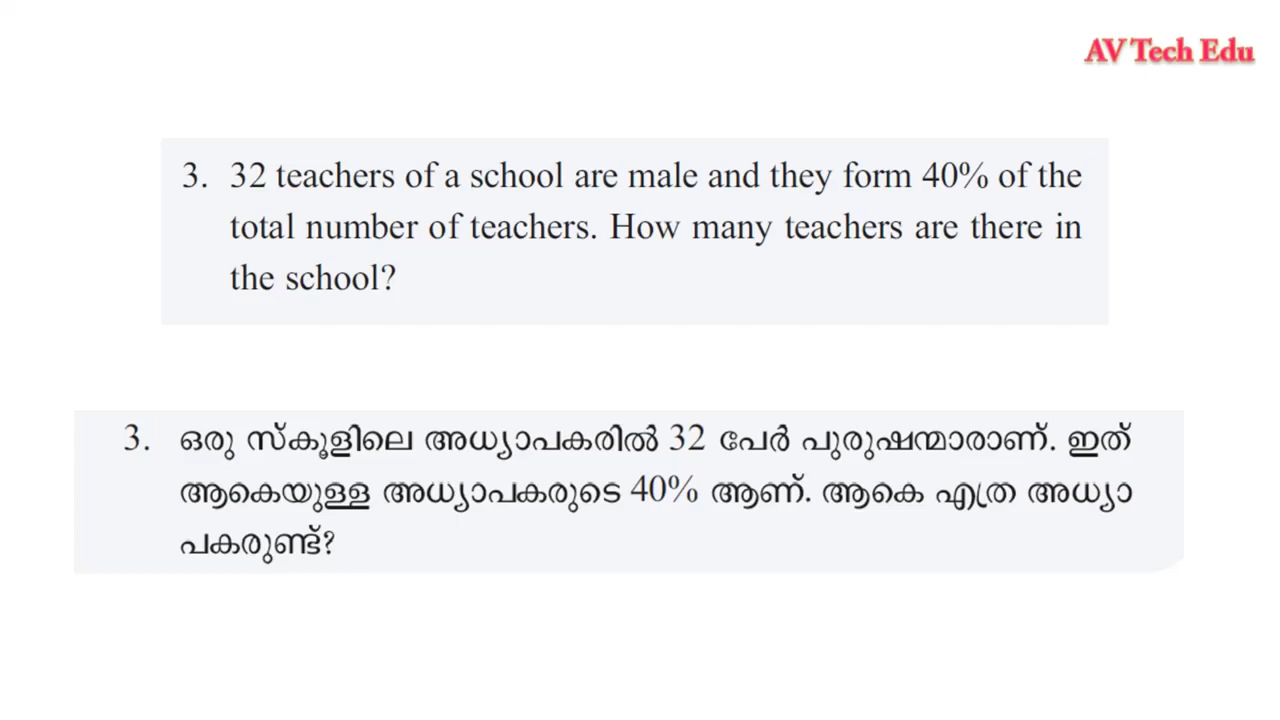 AV Tech Edu
3. 32 teachers of a school are male and they form 40% of the
total number of teachers. How many teachers are there in
the school?
3. ഒരു സ്കൂളിലെ അധ്യാപകരിൽ 32 പേർ പുരുഷന്മാരാണ്. ഇത്
ആകെയുള്ള അധ്യാപകരുടെ 40% ആണ്. ആകെ എത്ര അധ്യാ
പകരുണ്ട്?